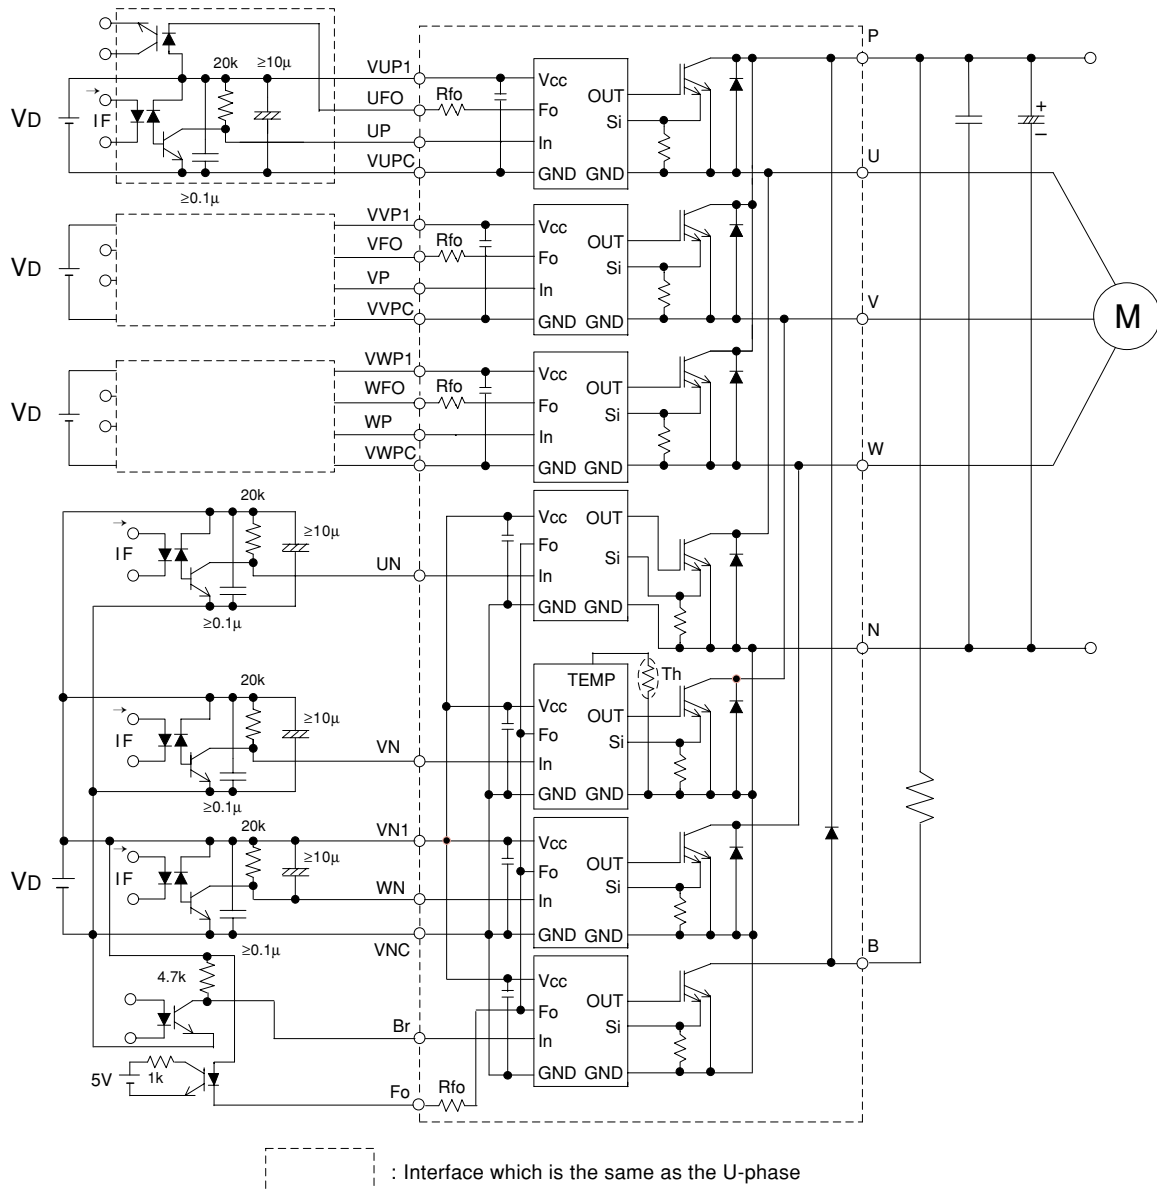 P
20k
≥10µ
VUP1
Vcc
UFO
Rfo
OUT
+
VD
IF
Fo
Si
–
UP
In
U
VUPC
GND GND
≥0.1µ
VVP1
Vcc
VFO
Rfo
OUT
VD
Fo
Si
VP
In
V
VVPC
GND GND
M
VWP1
Vcc
WFO
Rfo
OUT
VD
Fo
Si
WP
In
W
VWPC
GND GND
20k
Vcc OUT
≥10µ
IF
Fo
Si
UN
In
GND GND
≥0.1µ
N
TEMP
Th
20k
Vcc
≥10µ
OUT
IF
Fo
Si
VN
In
GND GND
≥0.1µ
20k
VN1
Vcc
≥10µ
OUT
VD
IF
Fo
Si
WN
In
GND GND
≥0.1µ
VNC
B
4.7k
Vcc
OUT
Fo
Si
Br
In
5V
1k
GND GND
Fo
Rfo
: Interface which is the same as the U-phase